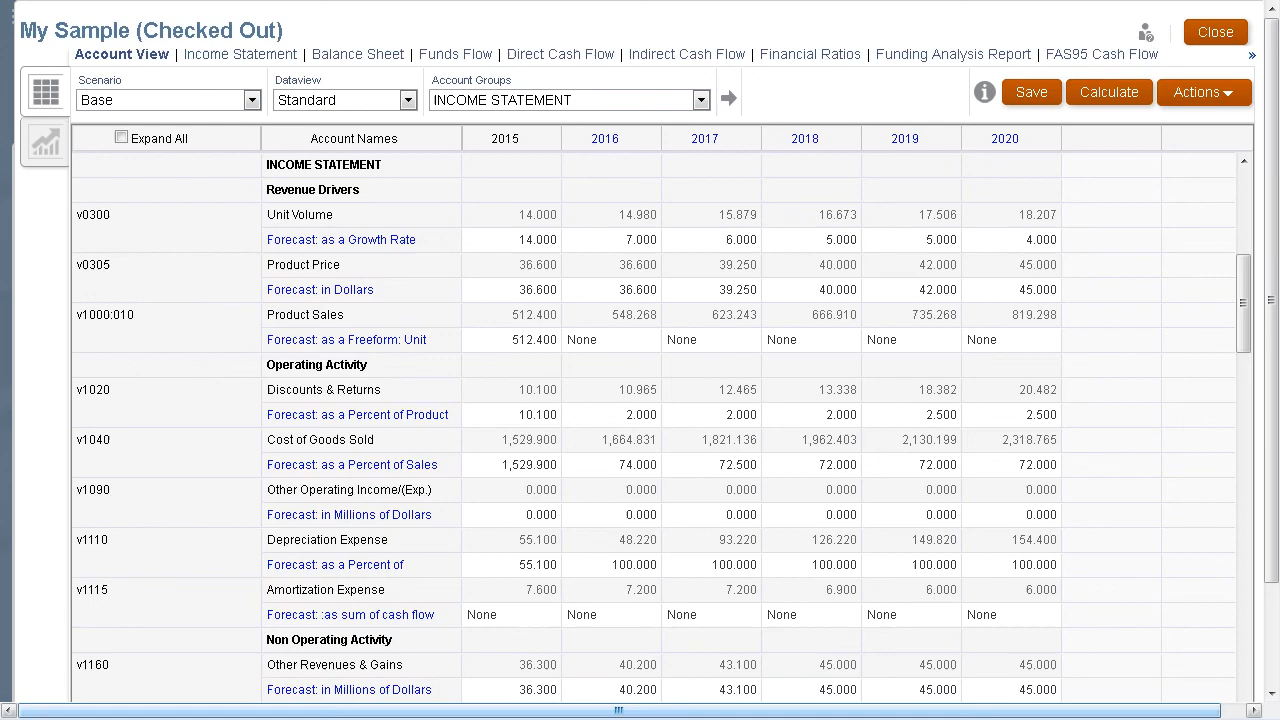 My Sample (Checked Out)
Close
Account View | Income Statement | Balance Sheet | Funds Flow | Direct Cash Flow | Indirect Cash Flow | Financial Ratios | Funding Analysis Report | FAS95 Cash Flow »
Scenario Dataview Account Groups
Base Standard INCOME STATEMENT Save Calculate Actions
Expand All Account Names 2015 2016 2017 2018 2019 2020
INCOME STATEMENT
Revenue Drivers
v0300 Unit Volume 14.000 14.980 15.879 16.673 17.506 18.207
Forecast: as a Growth Rate 14.000 7.000 6.000 5.000 5.000 4.000
v0305 Product Price 36.600 36.600 39.250 40.000 42.000 45.000
Forecast: in Dollars 36.600 36.600 39.250 40.000 42.000 45.000
v1000:010 Product Sales 512.400 548.268 623.243 666.910 735.268 819.298
Forecast: as a Freeform: Unit 512.400 None None None None None
Operating Activity
v1020 Discounts & Returns 10.100 10.965 12.465 13.338 18.382 20.482
Forecast: as a Percent of Product 10.100 2.000 2.000 2.000 2.500 2.500
v1040 Cost of Goods Sold 1,529.900 1,664.831 1,821.136 1,962.403 2,130.199 2,318.765
Forecast: as a Percent of Sales 1,529.900 74.000 72.500 72.000 72.000 72.000
v1090 Other Operating Income/(Exp.) 0.000 0.000 0.000 0.000 0.000 0.000
Forecast: in Millions of Dollars 0.000 0.000 0.000 0.000 0.000 0.000
v1110 Depreciation Expense 55.100 48.220 93.220 126.220 149.820 154.400
Forecast: as a Percent of 55.100 100.000 100.000 100.000 100.000 100.000
v1115 Amortization Expense 7.600 7.200 7.200 6.900 6.000 6.000
Forecast: :as sum of cash flow None None None None None None
Non Operating Activity
v1160 Other Revenues & Gains 36.300 40.200 43.100 45.000 45.000 45.000
Forecast: in Millions of Dollars 36.300 40.200 43.100 45.000 45.000 45.000